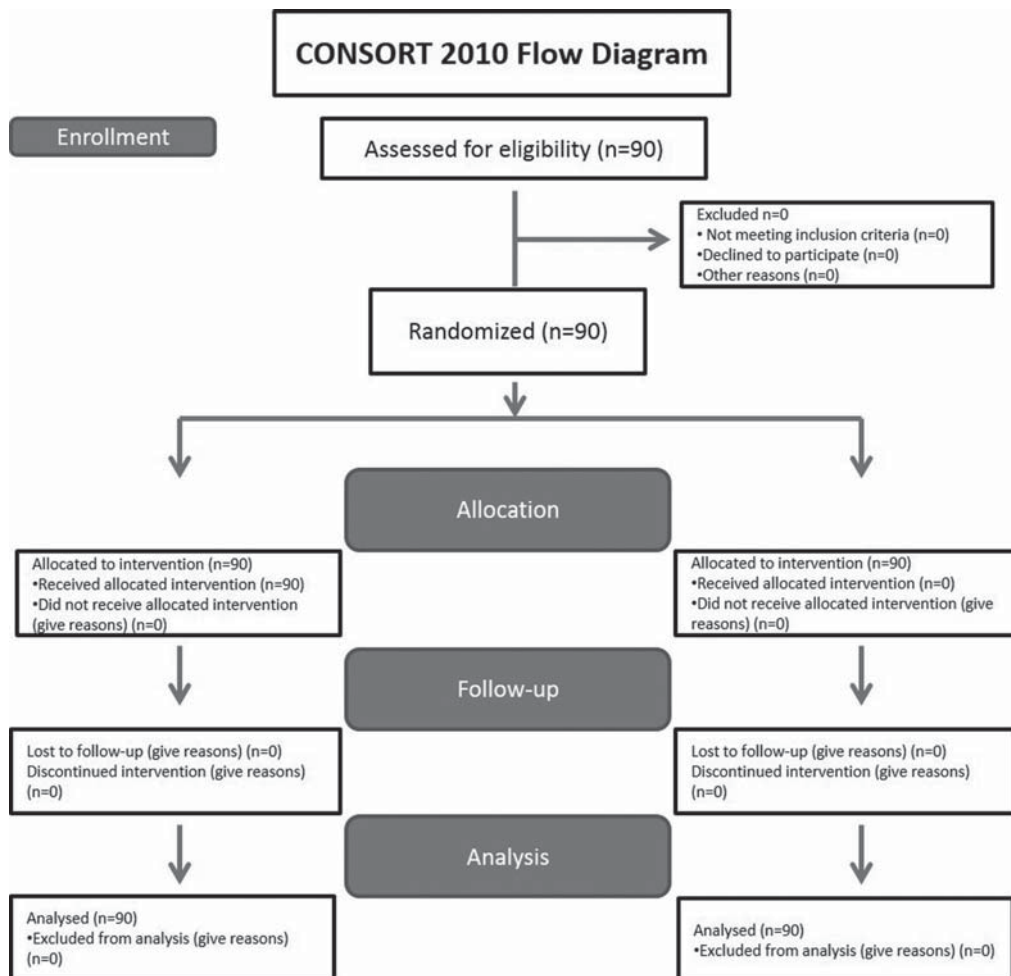 CONSORT 2010 Flow Diagram
Enrollment
Assessed for eligibility (n=90)
Excluded n=0
• Not meeting inclusion criteria (n=0)
•Declined to participate (n=0)
•Other reasons (n=0)
Randomized (n=90)
Allocation
Allocated to intervention (n=90)
•Received allocated intervention (n=90)
•Did not receive allocated intervention
(give reasons) (n=0)
Allocated to intervention (n=90)
•Received allocated intervention (n=0)
•Did not receive allocated intervention (give
reasons) (n=0)
Follow-up
Lost to follow-up (give reasons) (n=0)
Discontinued intervention (give reasons)
(n=0)
Lost to follow-up (give reasons) (n=0)
Discontinued intervention (give reasons)
(n=0)
Analysis
Analysed (n=90)
•Excluded from analysis (give reasons)
(n=0)
Analysed (n=90)
•Excluded from analysis (give reasons) (n=0)